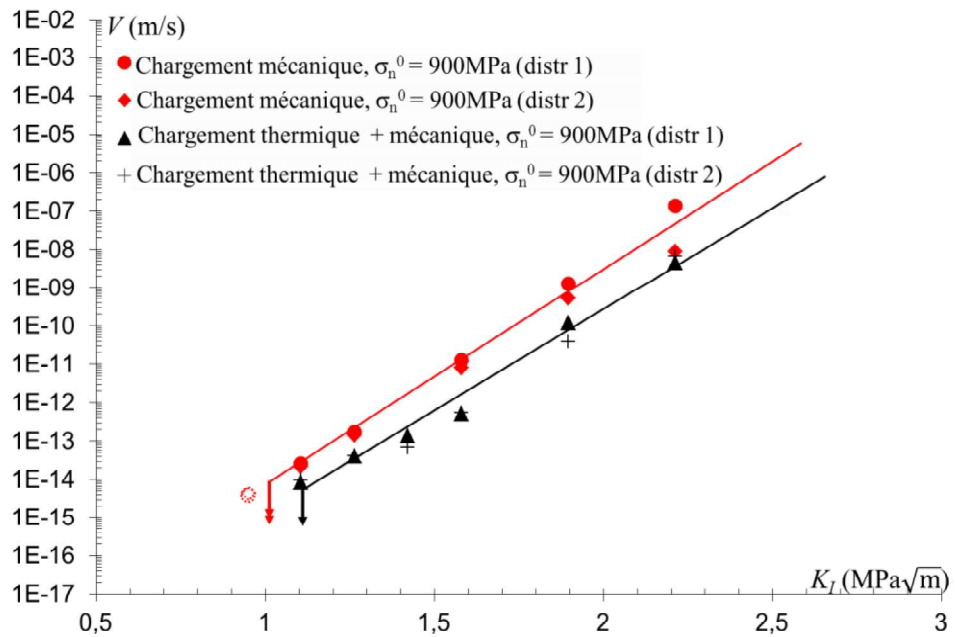 1E-02
V (m/s)
1E-03
Chargement mécanique, σn⁰ = 900MPa (distr 1)
1E-04
Chargement mécanique, σn⁰ = 900MPa (distr 2)
1E-05
Chargement thermique + mécanique, σn⁰ = 900MPa (distr 1)
1E-06
Chargement thermique + mécanique, σn⁰ = 900MPa (distr 2)
1E-07
1E-08
1E-09
1E-10
1E-11
1E-12
1E-13
1E-14
1E-15
1E-16
1E-17
K_I (MPa√m)
0,5 1 1,5 2 2,5 3